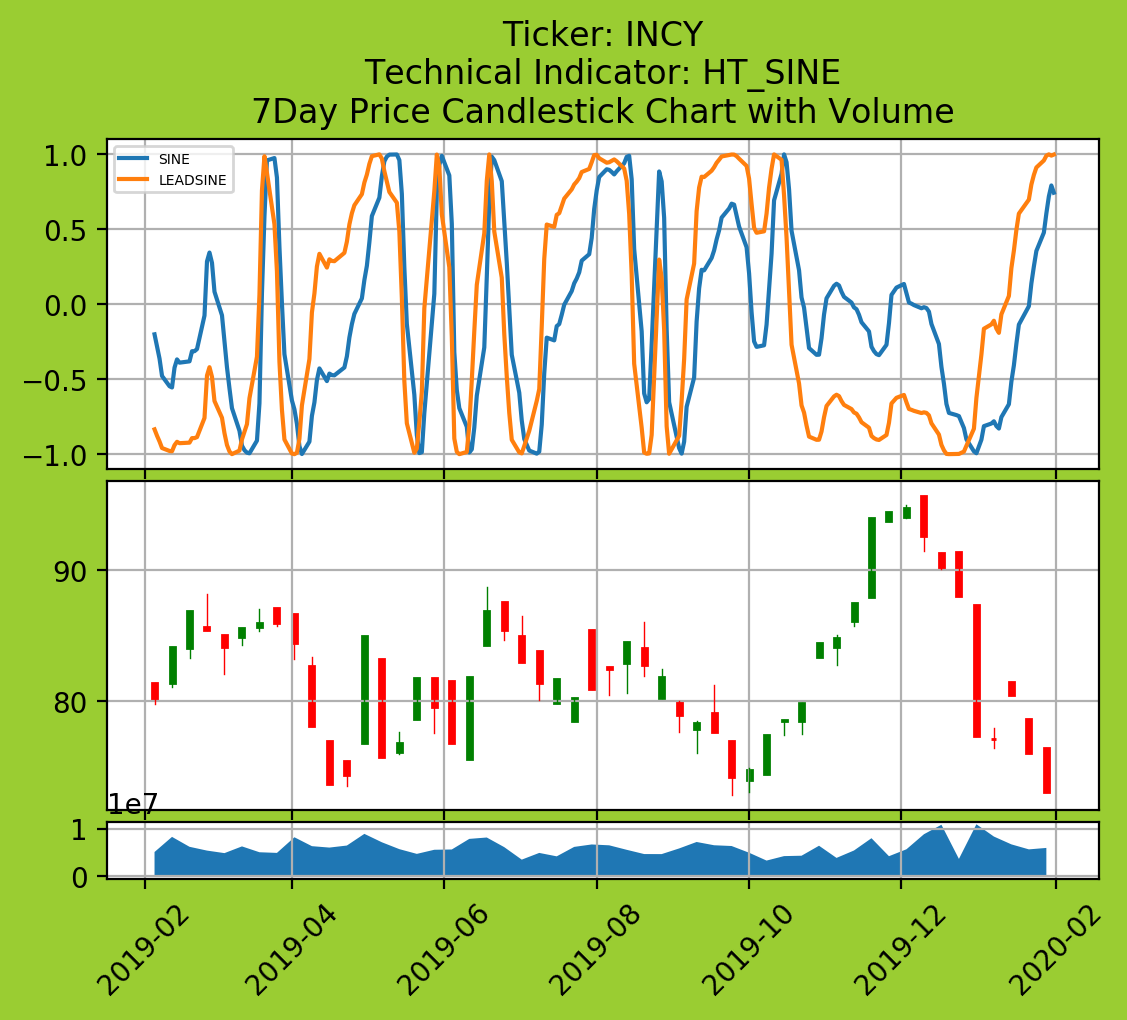 Ticker: INCY
Technical Indicator: HT_SINE
7Day Price Candlestick Chart with Volume
SINE
LEADSINE
1.0
0.5
0.0
−0.5
−1.0
90
80
1e7
1
0
2019-02
2019-04
2019-06
2019-08
2019-10
2019-12
2020-02